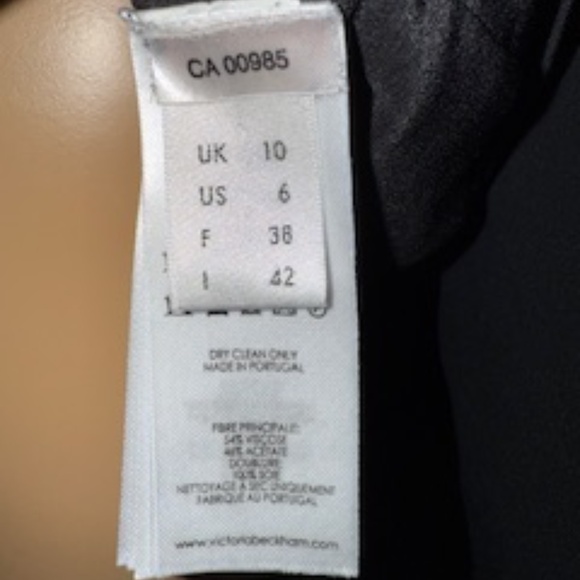 CA 00985
UK 10
US 6
F 38
I 42
DRY CLEAN ONLY
MADE IN PORTUGAL
FIBRE PRINCIPALE:
54% VISCOSE
46% ACÉTATE
DOUBLURE:
100% SOIE
NETTOYAGE A SEC UNIQUEMENT
FABRIQUE AU PORTUGAL
www.victoriabeckham.com